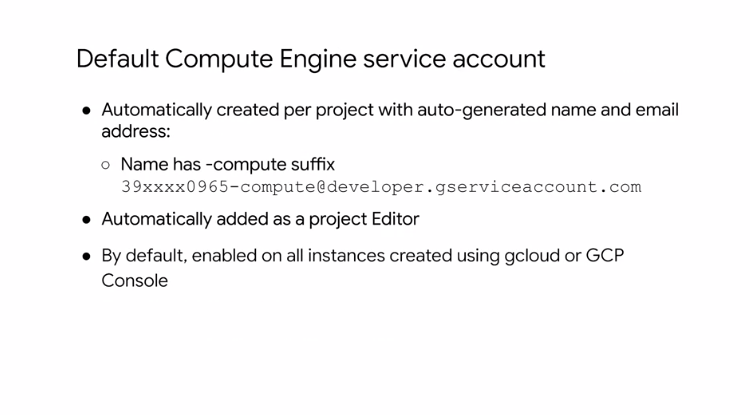 Default Compute Engine service account
● Automatically created per project with auto-generated name and email
address:
○ Name has -compute suffix
39xxxx0965-compute@developer.gserviceaccount.com
● Automatically added as a project Editor
● By default, enabled on all instances created using gcloud or GCP
Console